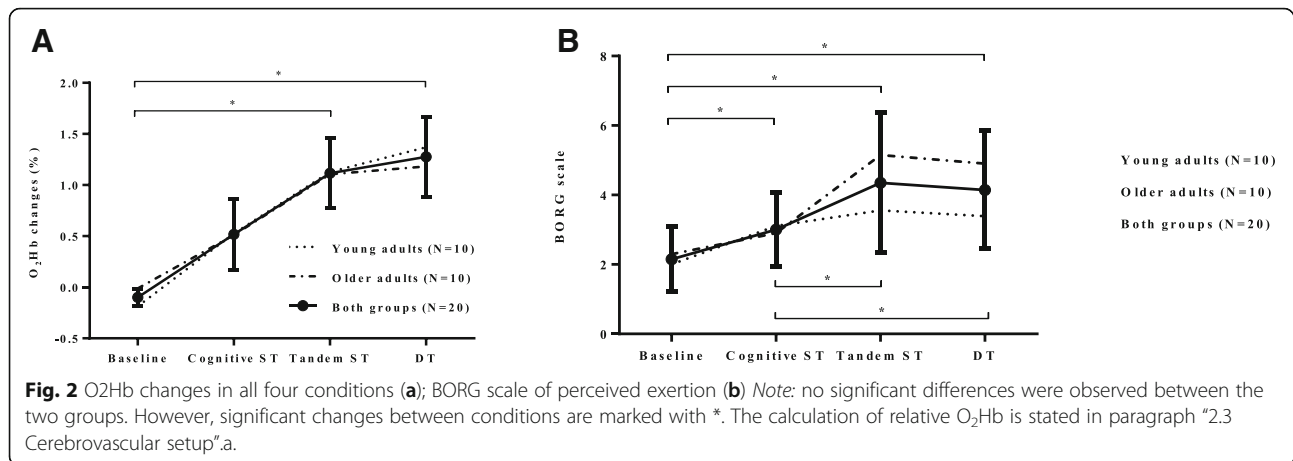 A
B
2.0
1.5
1.0
0.5
0.0
-0.5
O2Hb changes (%)
*
*
Young adults (N=10)
Older adults (N=10)
Both groups (N=20)
Baseline Cognitive ST Tandem ST DT
8
6
4
2
0
BORG scale
*
*
*
*
*
Baseline Cognitive ST Tandem ST DT
Young adults (N=10)
Older adults (N=10)
Both groups (N=20)
Fig. 2 O2Hb changes in all four conditions (a); BORG scale of perceived exertion (b) Note: no significant differences were observed between the
two groups. However, significant changes between conditions are marked with *. The calculation of relative O2Hb is stated in paragraph “2.3
Cerebrovascular setup”.a.